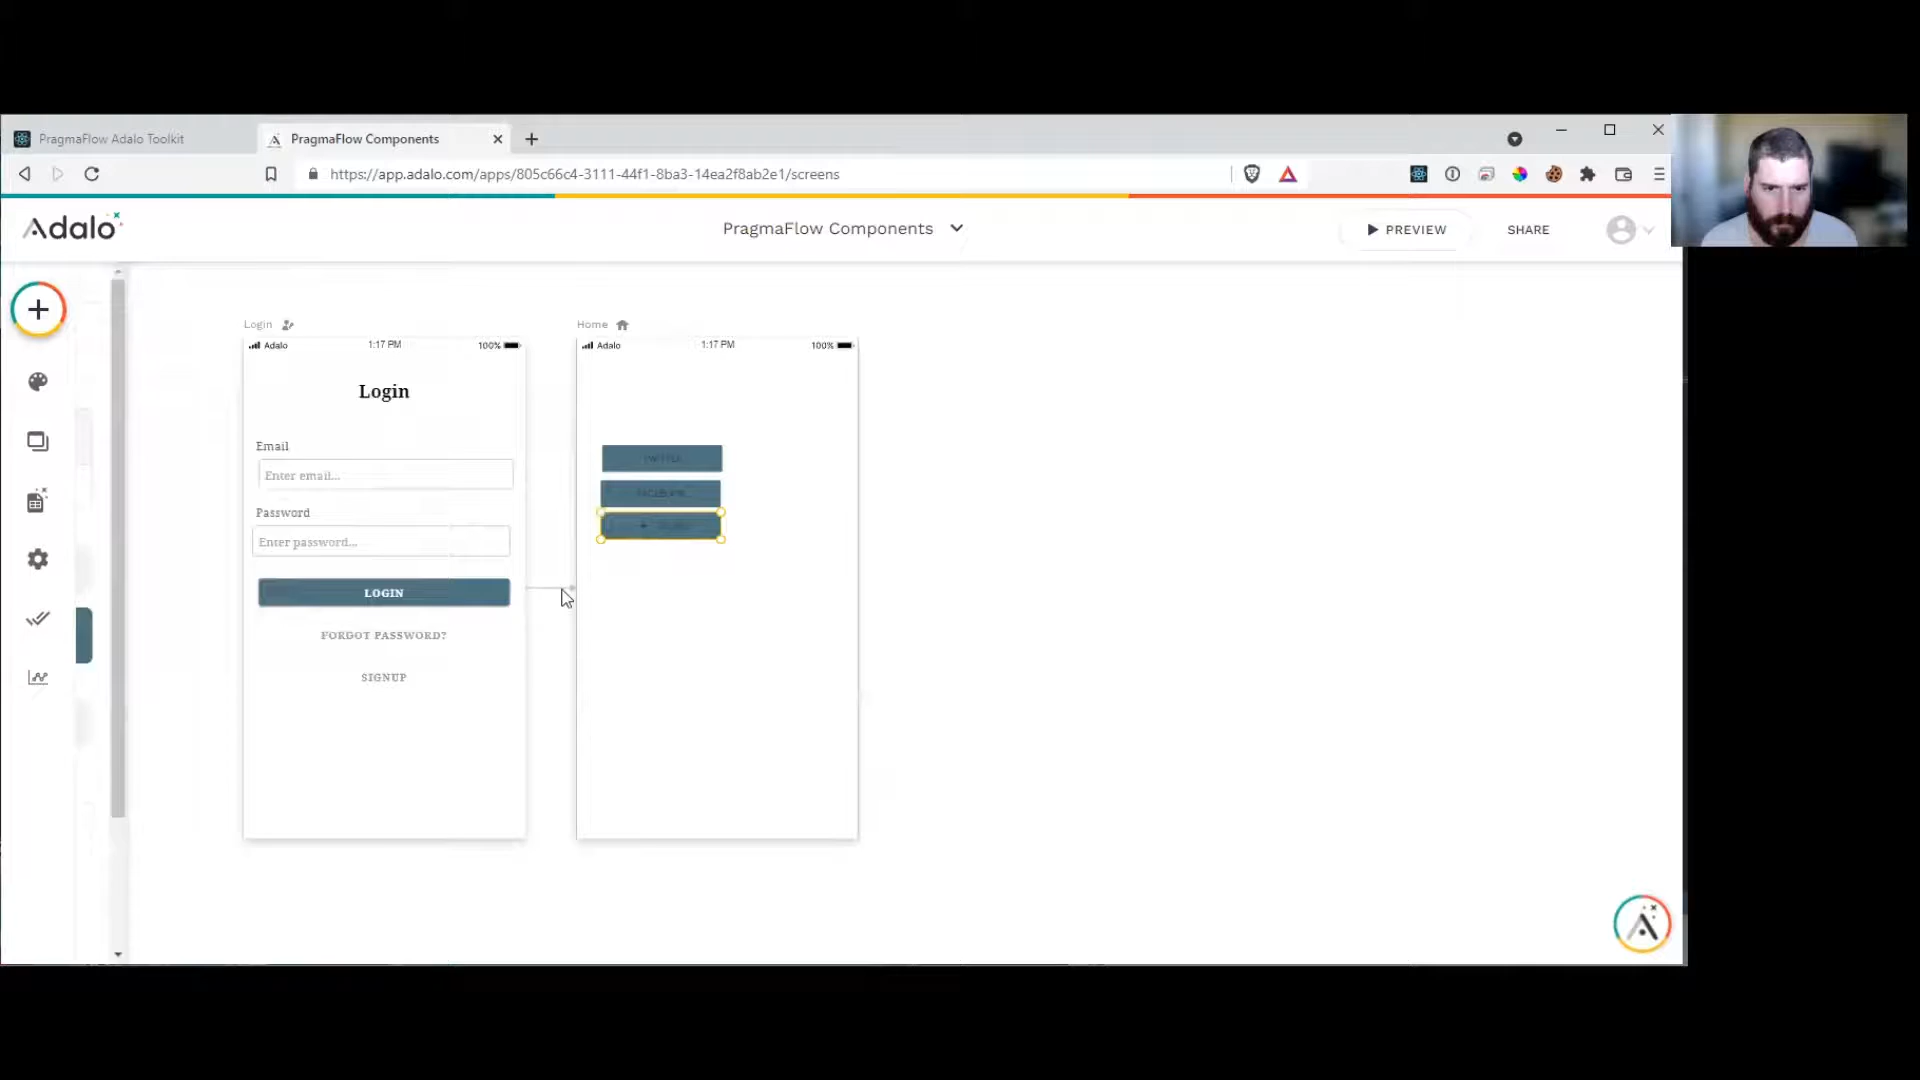 PragmaFlow Adalo Toolkit
PragmaFlow Components
https://app.adalo.com/apps/805c66c4-3111-44f1-8ba3-14ea2f8ab2e1/screens
Adalo
PragmaFlow Components
PREVIEW
SHARE
Login
Adalo 1:17 PM 100%
Login
Email
Enter email...
Password
Enter password...
LOGIN
FORGOT PASSWORD?
SIGNUP
Home
Adalo 1:17 PM 100%
TWITTER
FACEBOOK